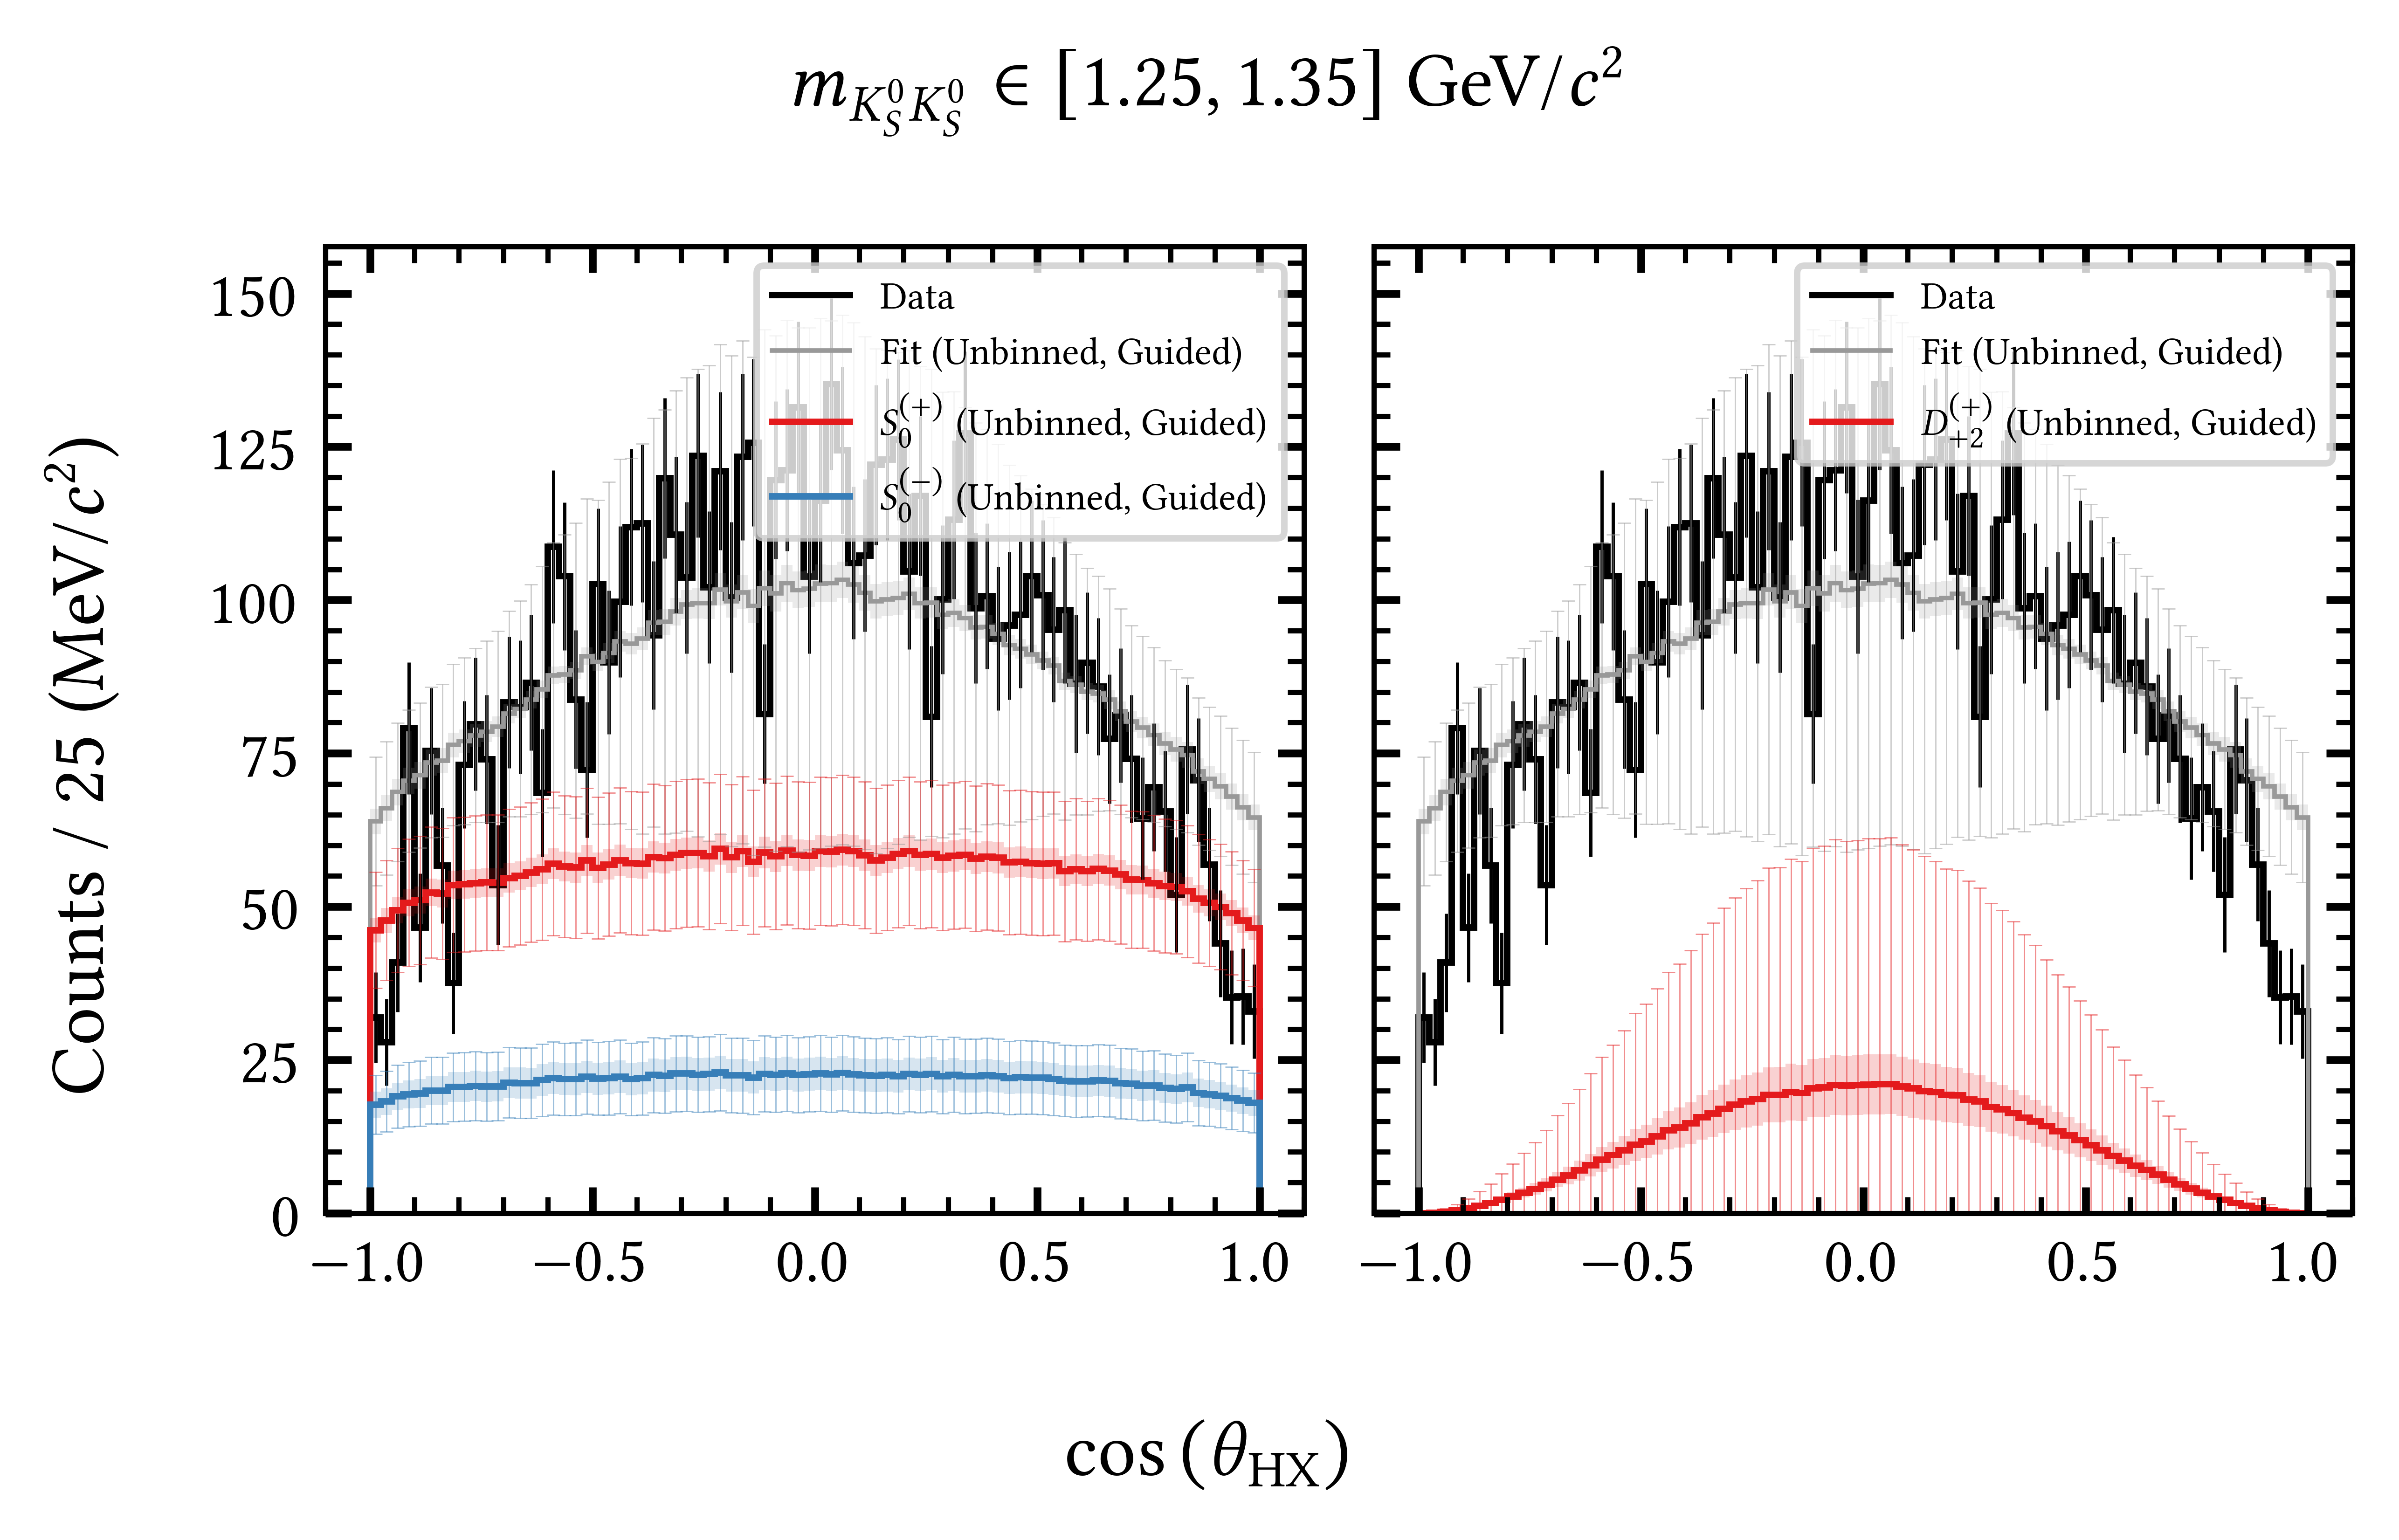 m_{K_S^0 K_S^0} ∈ [1.25, 1.35] GeV/c²
Counts / 25 (MeV/c²)
150
125
100
75
50
25
0
Data
Fit (Unbinned, Guided)
S_0^{(+)} (Unbinned, Guided)
S_0^{(−)} (Unbinned, Guided)
−1.0 −0.5 0.0 0.5 1.0
Data
Fit (Unbinned, Guided)
D_{+2}^{(+)} (Unbinned, Guided)
−1.0 −0.5 0.0 0.5 1.0
cos (θ_{HX})